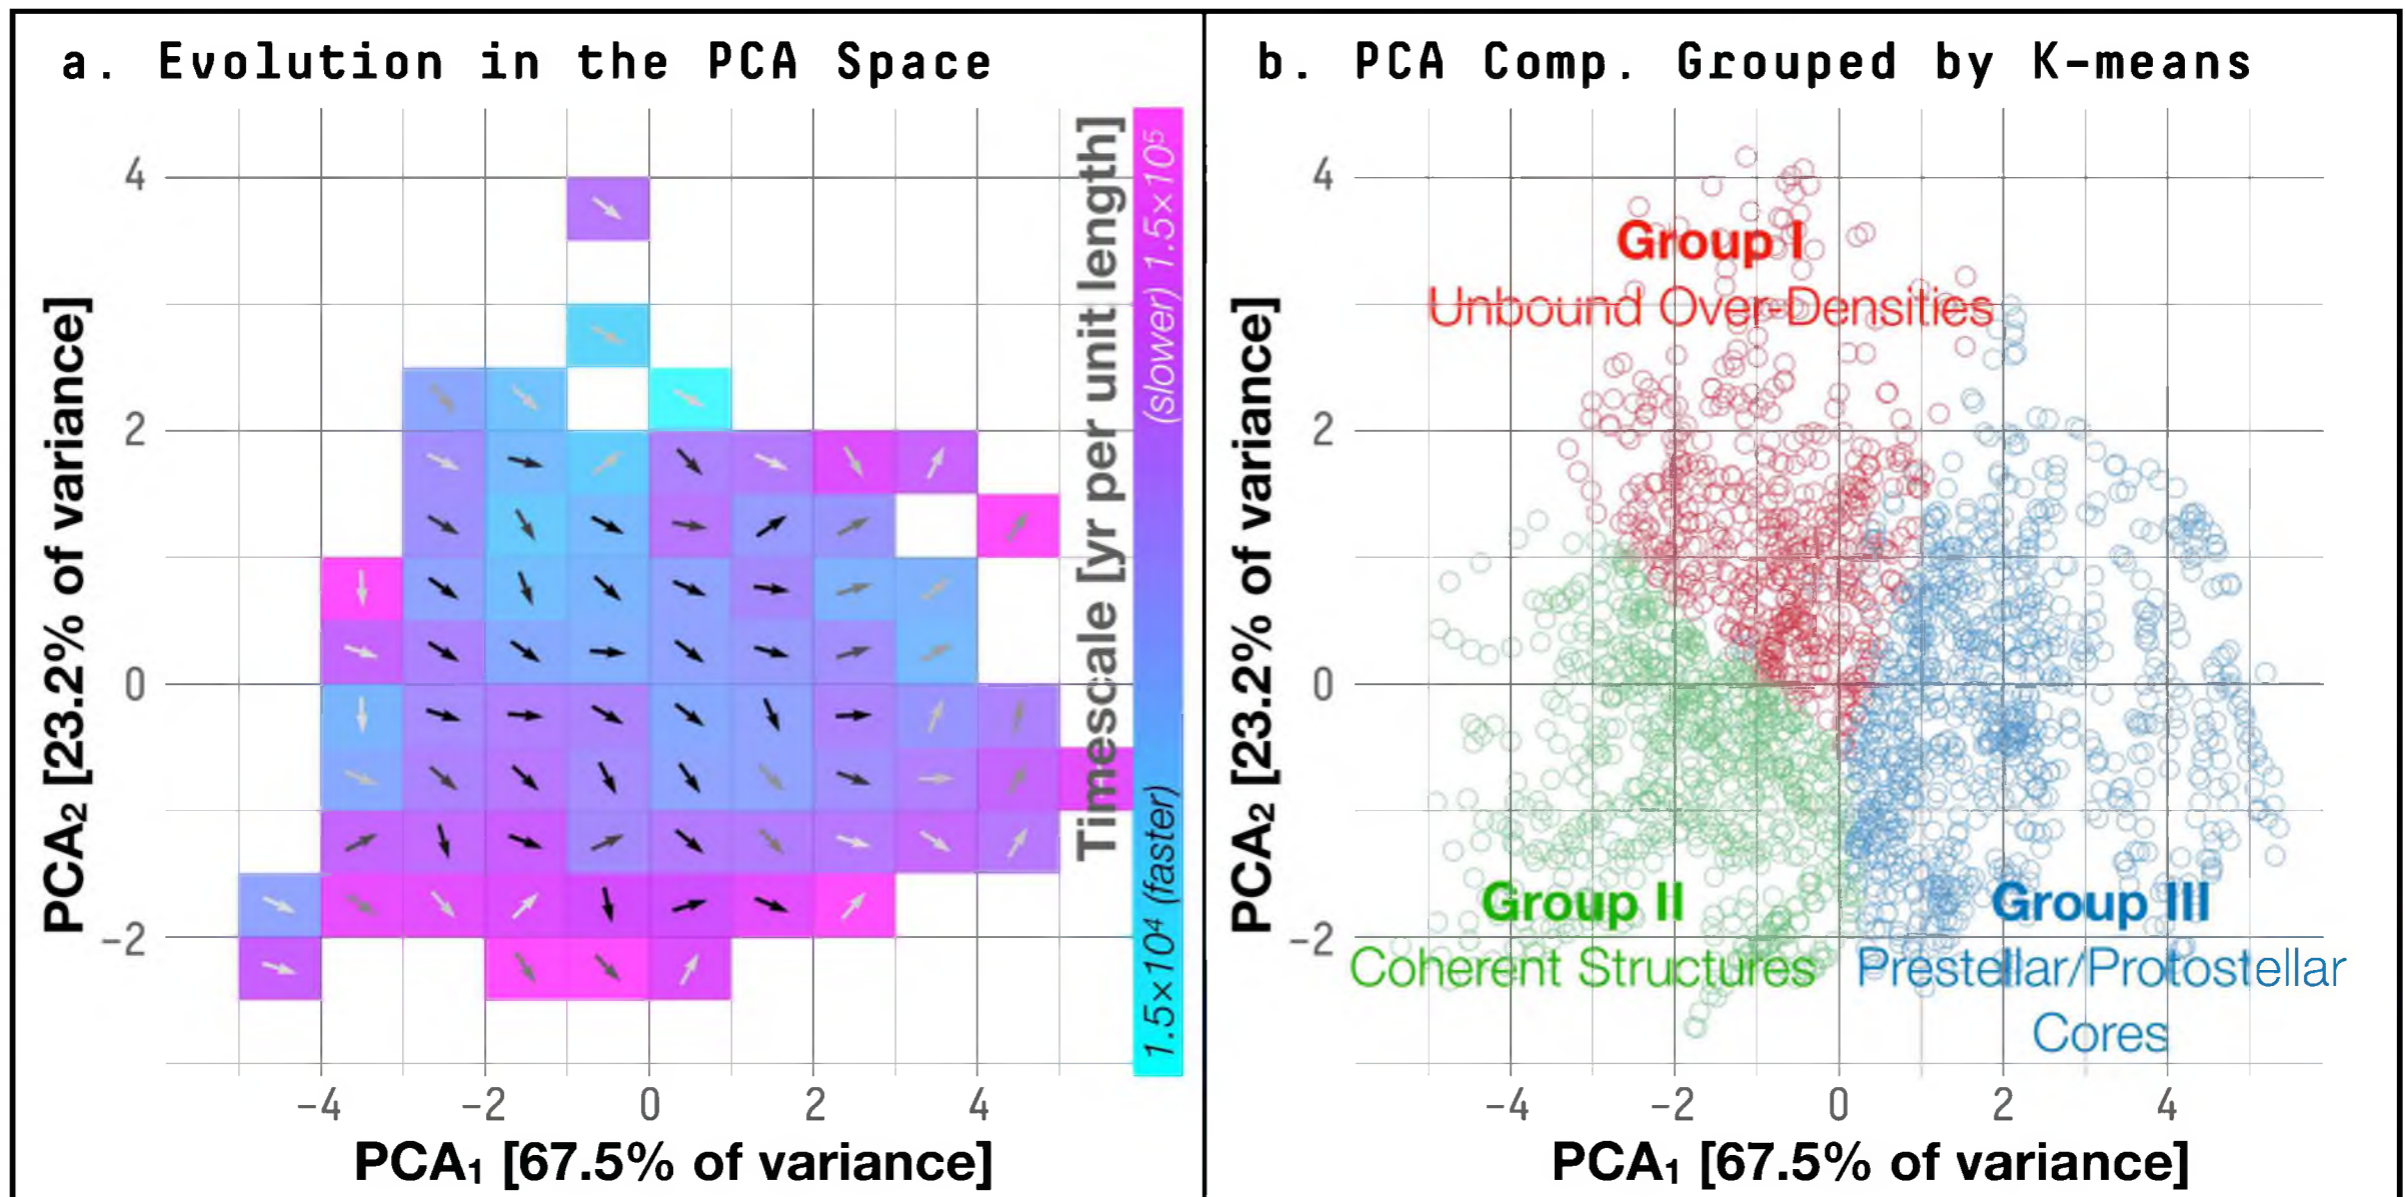 a. Evolution in the PCA Space
PCA₂ [23.2% of variance]
4
2
0
−2
−4
−2
0
2
4
PCA₁ [67.5% of variance]
Timescale [yr per unit length]
(slower) 1.5×10⁵
1.5×10⁴ (faster)
b. PCA Comp. Grouped by K-means
PCA₂ [23.2% of variance]
4
2
0
−2
Group I
Unbound Over-Densities
Group II
Coherent Structures
Group III
Prestellar/Protostellar
Cores
−4
−2
0
2
4
PCA₁ [67.5% of variance]